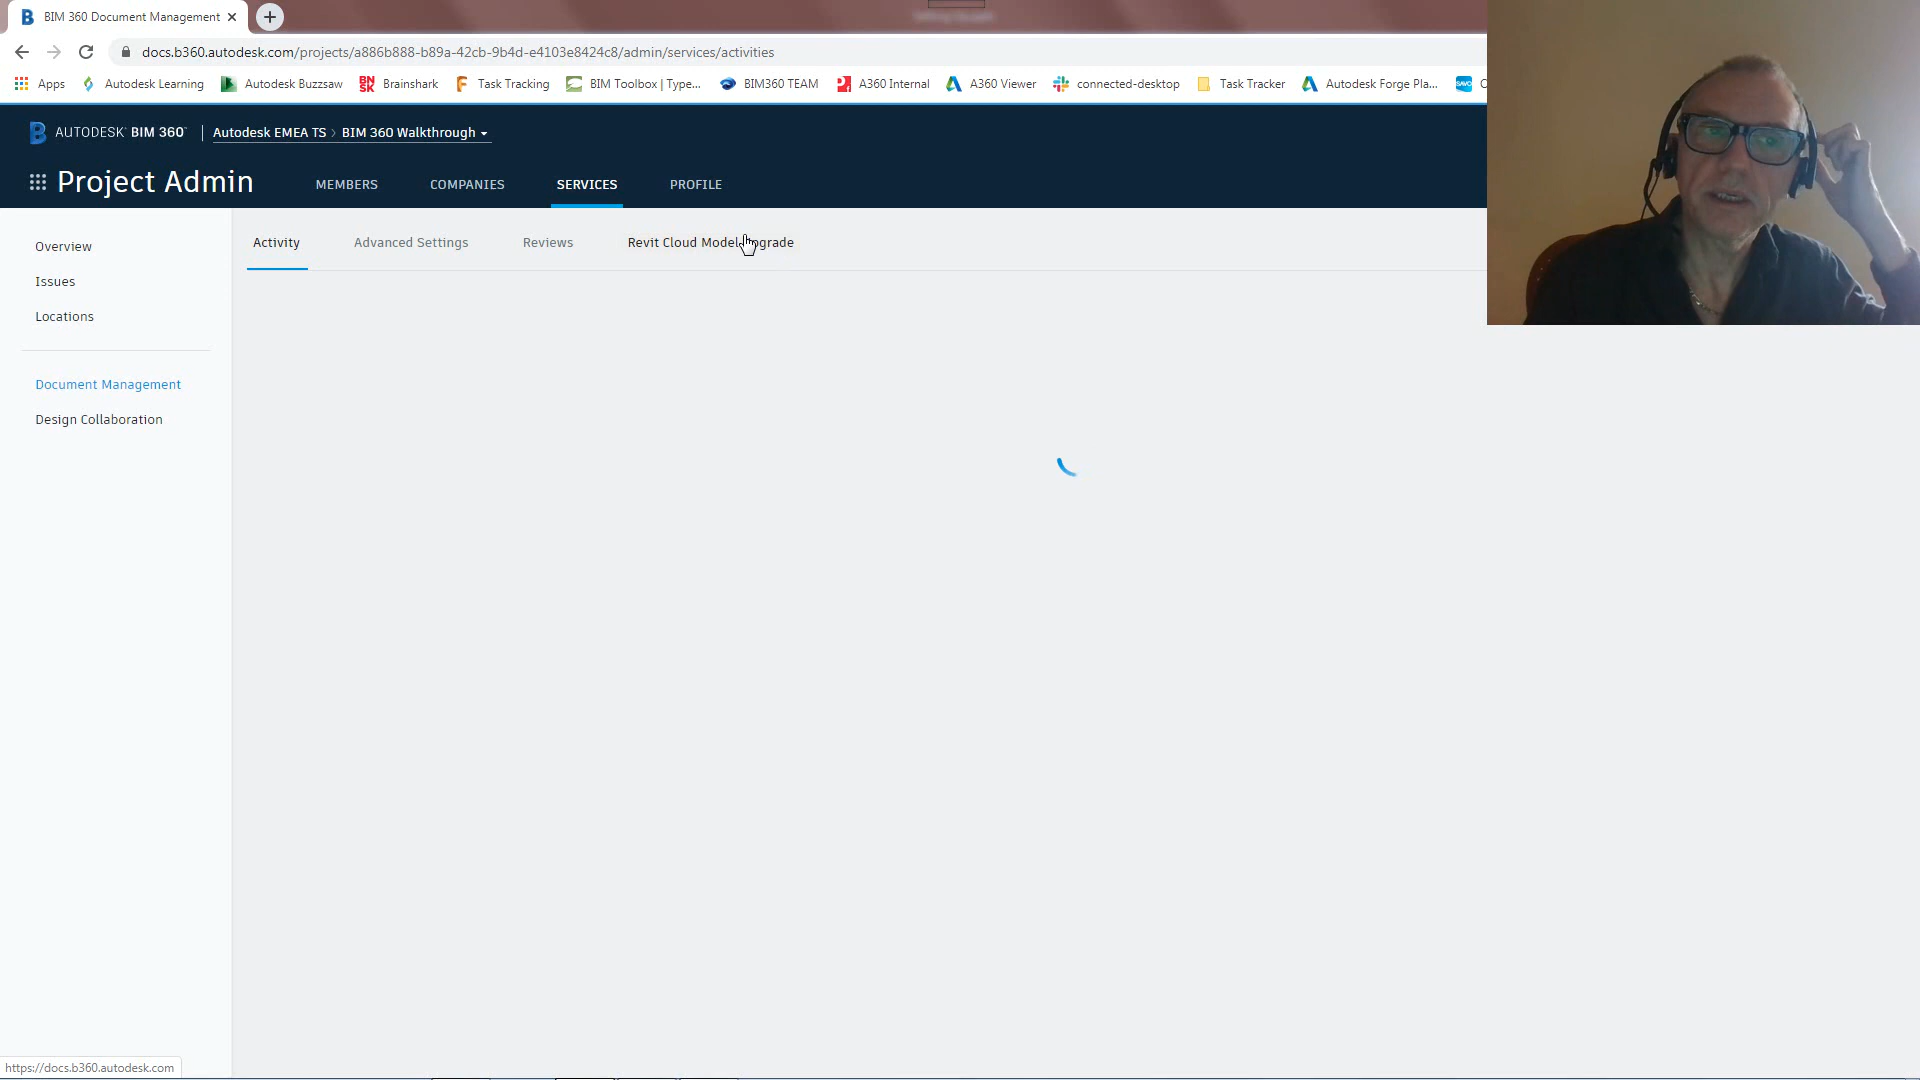 BIM 360 Document Management
docs.b360.autodesk.com/projects/a886b888-b89a-42cb-9b4d-e4103e8424c8/admin/services/activities
Apps Autodesk Learning Autodesk Buzzsaw Brainshark Task Tracking BIM Toolbox | Type... BIM360 TEAM A360 Internal A360 Viewer connected-desktop Task Tracker Autodesk Forge Pla...
AUTODESK BIM 360 Autodesk EMEA TS > BIM 360 Walkthrough
Project Admin MEMBERS COMPANIES SERVICES PROFILE
Activity Advanced Settings Reviews Revit Cloud Model Upgrade
Overview
Issues
Locations
Document Management
Design Collaboration
https://docs.b360.autodesk.com